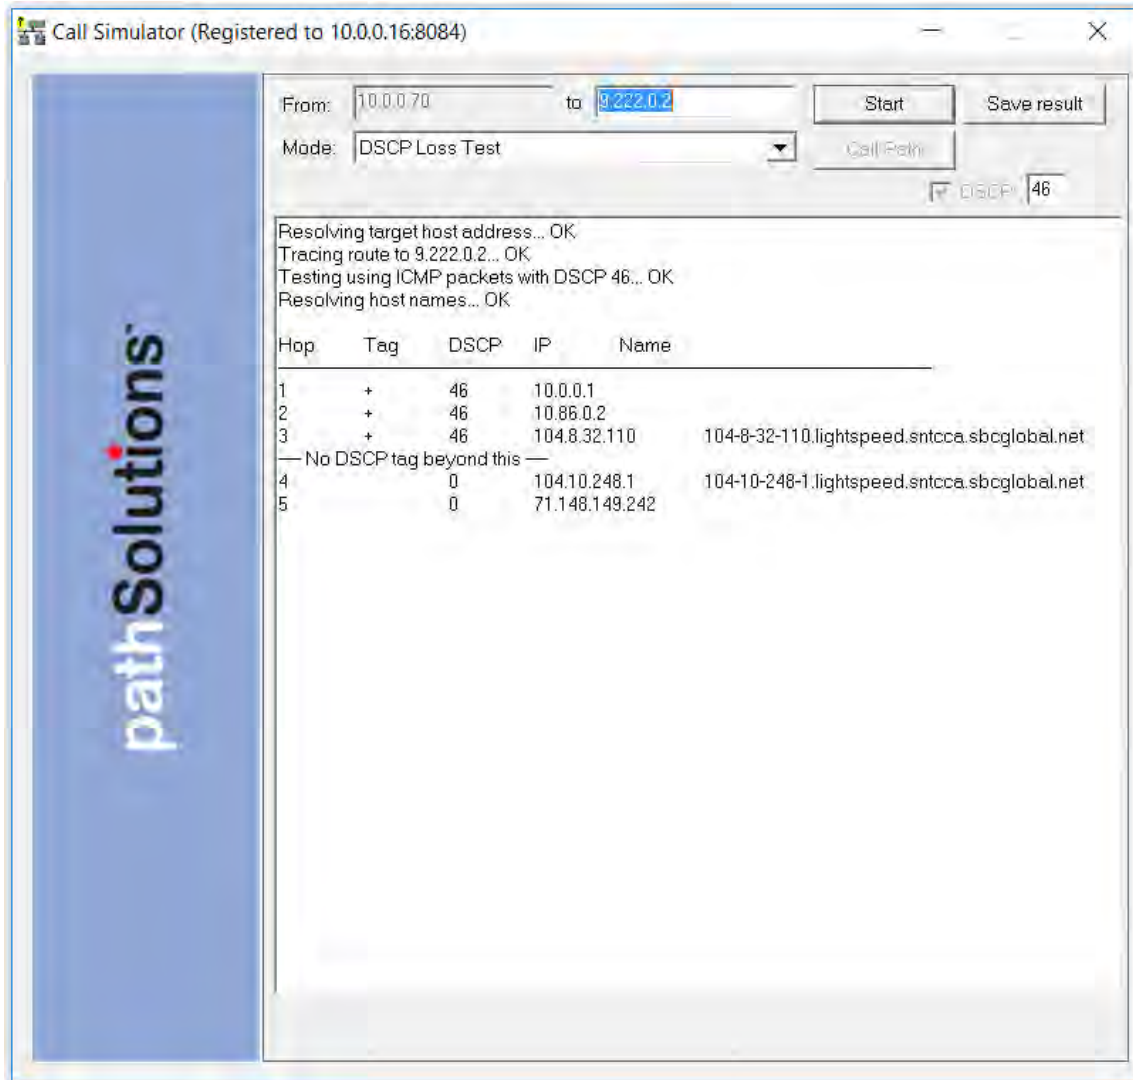 Call Simulator (Registered to 10.0.0.16:8084)
From: 10.0.0.70 to 9.222.0.2 Start Save result
Mode: DSCP Loss Test Call Path
DSCP 46
Resolving target host address... OK
Tracing route to 9.222.0.2... OK
Testing using ICMP packets with DSCP 46... OK
Resolving host names... OK
Hop Tag DSCP IP Name
1 + 46 10.0.0.1
2 + 46 10.86.0.2
3 + 46 104.8.32.110 104-8-32-110.lightspeed.sntcca.sbcglobal.net
— No DSCP tag beyond this —
4 0 104.10.248.1 104-10-248-1.lightspeed.sntcca.sbcglobal.net
5 0 71.148.149.242
pathSolutions